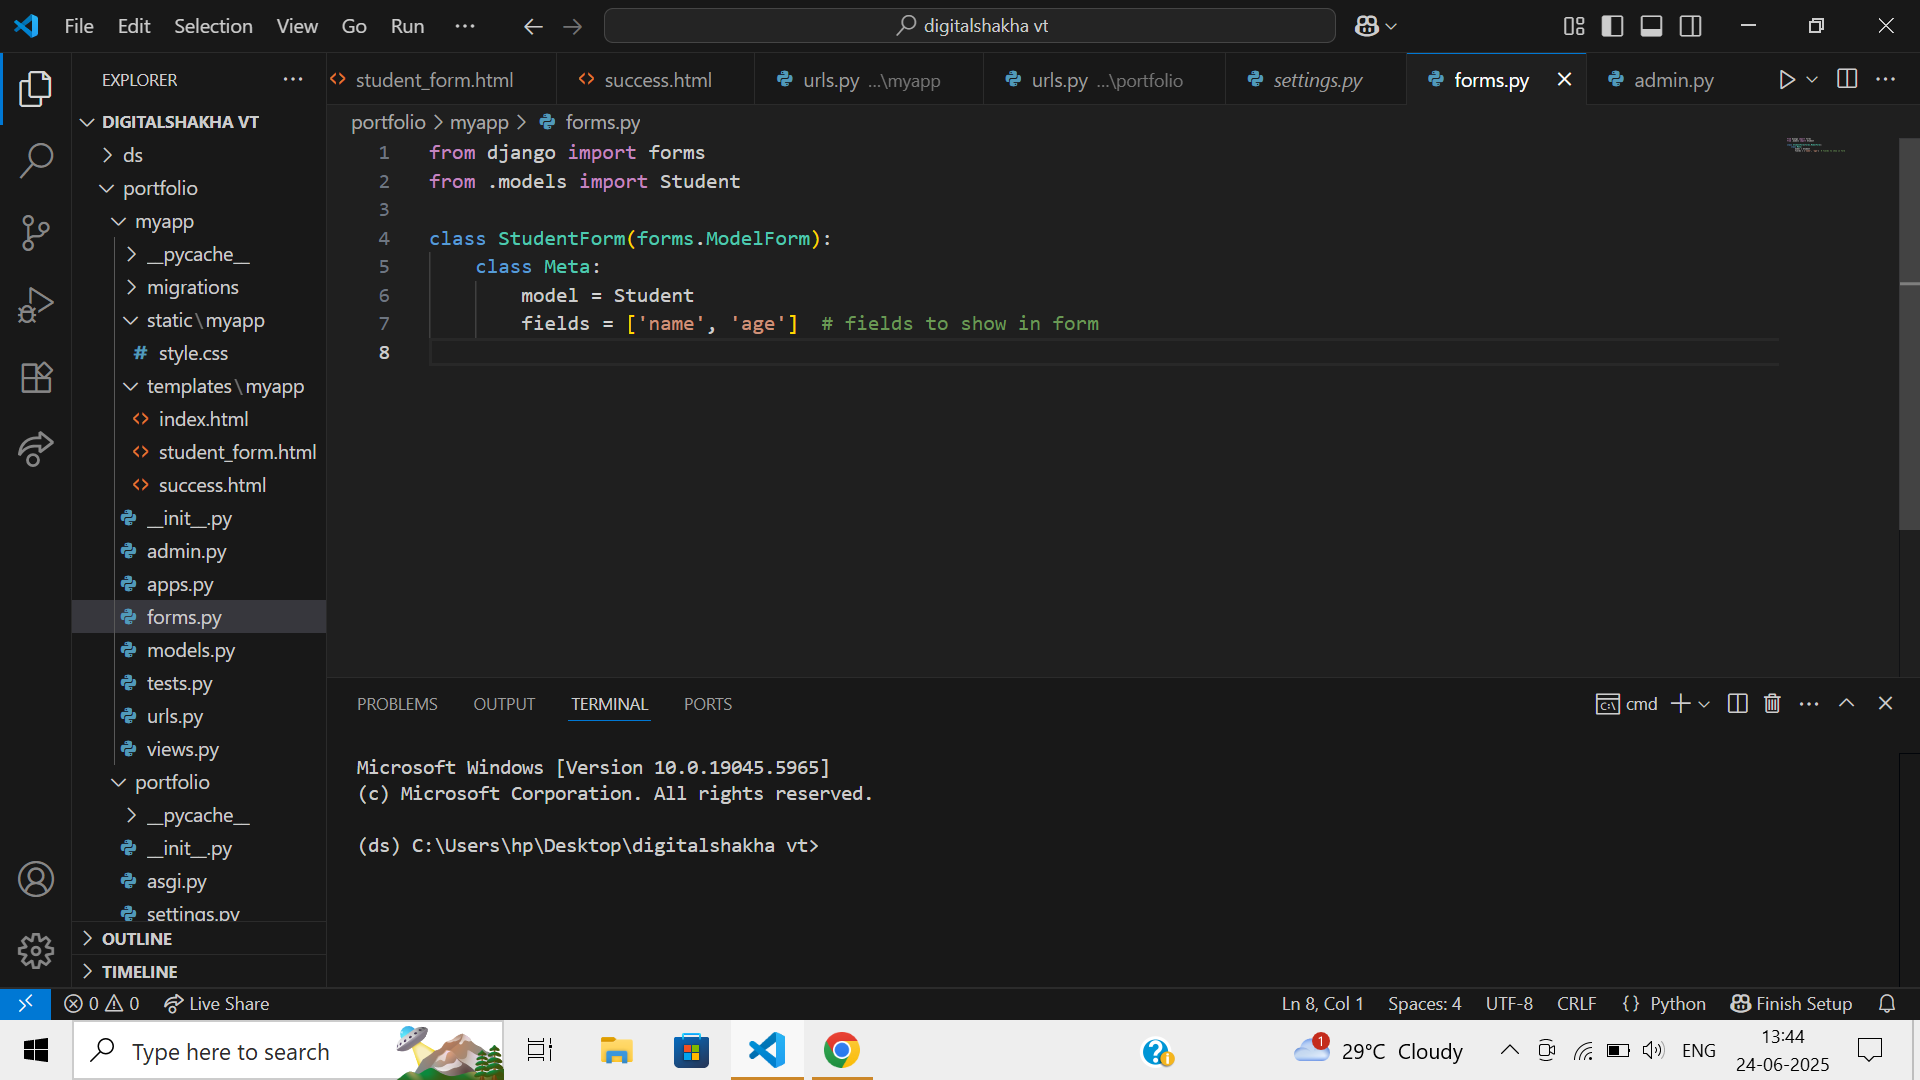 File Edit Selection View Go Run ··· digitalshakha vt
EXPLORER
student_form.html success.html urls.py ...\myapp urls.py ...\portfolio settings.py forms.py admin.py
portfolio > myapp > forms.py
DIGITALSHAKHA VT
ds
portfolio
myapp
__pycache__
migrations
static\myapp
# style.css
templates\myapp
index.html
student_form.html
success.html
__init__.py
admin.py
apps.py
forms.py
models.py
tests.py
urls.py
views.py
portfolio
__pycache__
__init__.py
asgi.py
settings.py
OUTLINE
TIMELINE
1 from django import forms
2 from .models import Student
3
4 class StudentForm(forms.ModelForm):
5     class Meta:
6         model = Student
7         fields = ['name', 'age']  # fields to show in form
8
PROBLEMS OUTPUT TERMINAL PORTS
cmd
Microsoft Windows [Version 10.0.19045.5965]
(c) Microsoft Corporation. All rights reserved.
(ds) C:\Users\hp\Desktop\digitalshakha vt>
0 0 Live Share Ln 8, Col 1 Spaces: 4 UTF-8 CRLF {} Python Finish Setup
Type here to search 1 29°C Cloudy ENG 13:44
24-06-2025